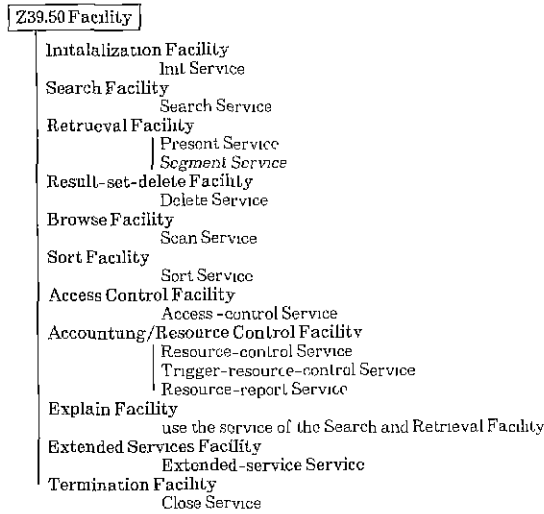 Z39.50 Facility
Initalalization Facility
Init Service
Search Facility
Search Service
Retrueval Facility
Present Service
Segment Service
Result-set-delete Facility
Delete Service
Browse Facility
Scan Service
Sort Facility
Sort Service
Access Control Facility
Access-control Service
Accountung/Resource Control Facility
Resource-control Service
Trigger-resource-control Service
Resource-report Service
Explain Facility
use the service of the Search and Retrieval Facility
Extended Services Facility
Extended-service Service
Termination Facility
Close Service